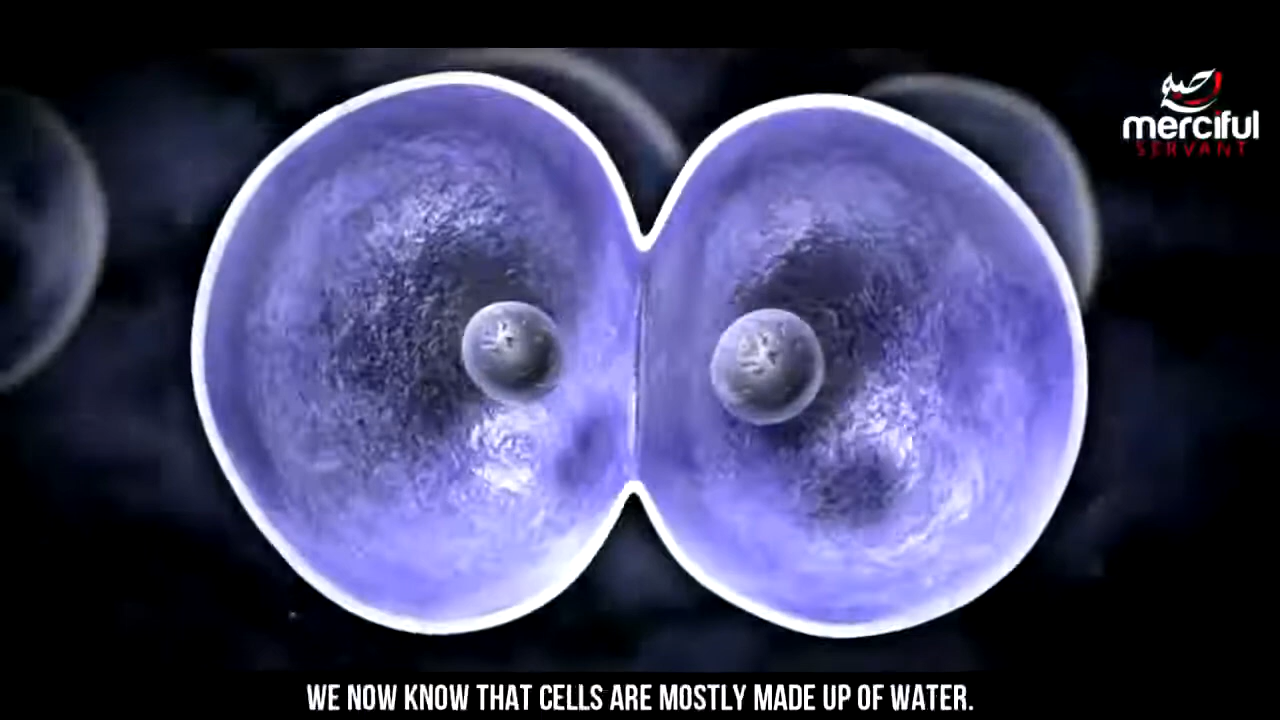 merciful
SERVANT
WE NOW KNOW THAT CELLS ARE MOSTLY MADE UP OF WATER.